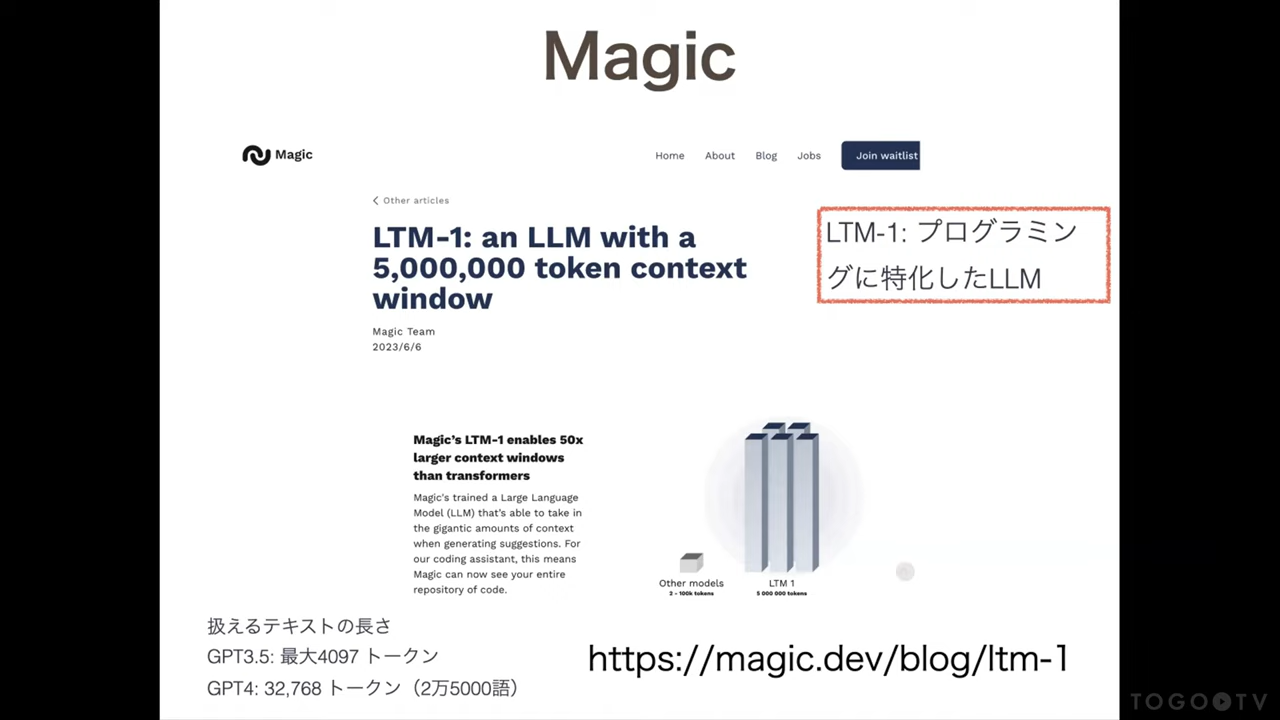 Magic
Magic
Home
About
Blog
Jobs
Join waitlist
Other articles
LTM-1: an LLM with a
5,000,000 token context
window
Magic Team
2023/6/6
LTM-1: プログラミン
グに特化したLLM
Magic's LTM-1 enables 50x
larger context windows
than transformers
Magic's trained a Large Language
Model (LLM) that's able to take in
the gigantic amounts of context
when generating suggestions. For
our coding assistant, this means
Magic can now see your entire
repository of code.
Other models
2 - 100k tokens
LTM 1
5 000 000 tokens
扱えるテキストの長さ
GPT3.5: 最大4097 トークン
GPT4: 32,768 トークン（2万5000語）
https://magic.dev/blog/ltm-1
TOGO TV